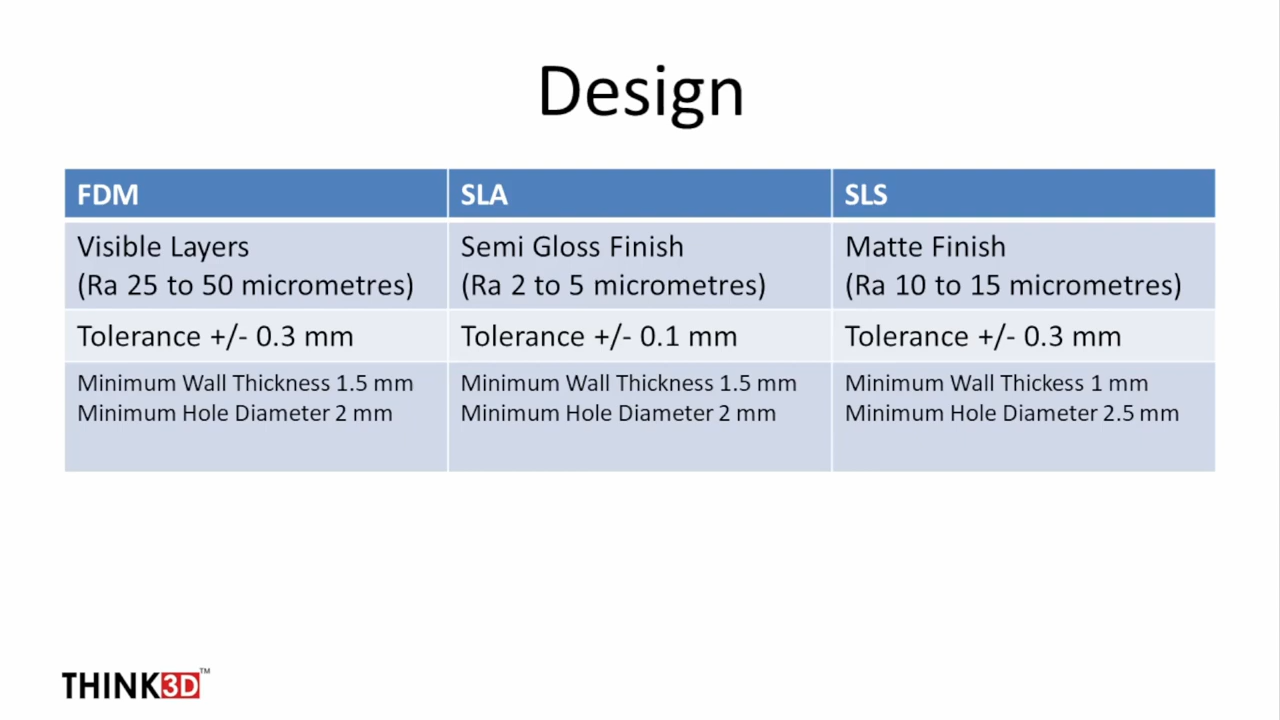 Design
FDM
SLA
SLS
Visible Layers
(Ra 25 to 50 micrometres)
Semi Gloss Finish
(Ra 2 to 5 micrometres)
Matte Finish
(Ra 10 to 15 micrometres)
Tolerance +/- 0.3 mm
Tolerance +/- 0.1 mm
Tolerance +/- 0.3 mm
Minimum Wall Thickness 1.5 mm
Minimum Hole Diameter 2 mm
Minimum Wall Thickness 1.5 mm
Minimum Hole Diameter 2 mm
Minimum Wall Thickess 1 mm
Minimum Hole Diameter 2.5 mm
THINK3D™